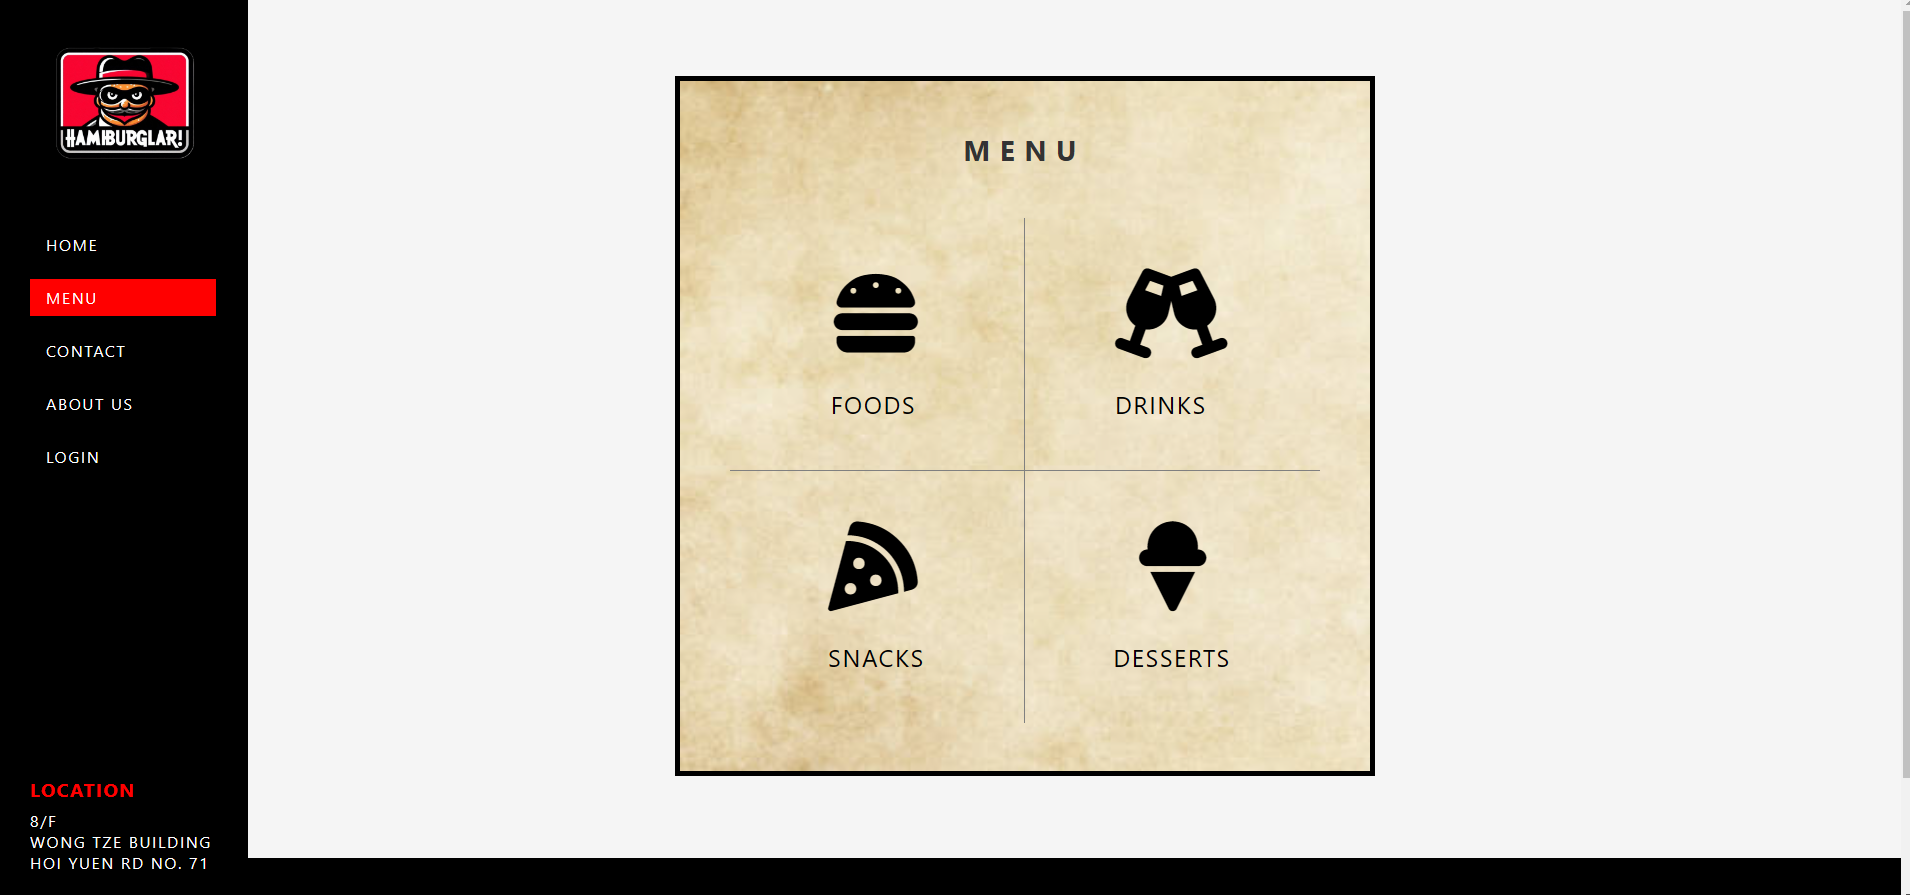 HAMIBURGLAR!
HOME
MENU
CONTACT
ABOUT US
LOGIN
LOCATION
8/F
WONG TZE BUILDING
HOI YUEN RD NO. 71
MENU
FOODS
DRINKS
SNACKS
DESSERTS